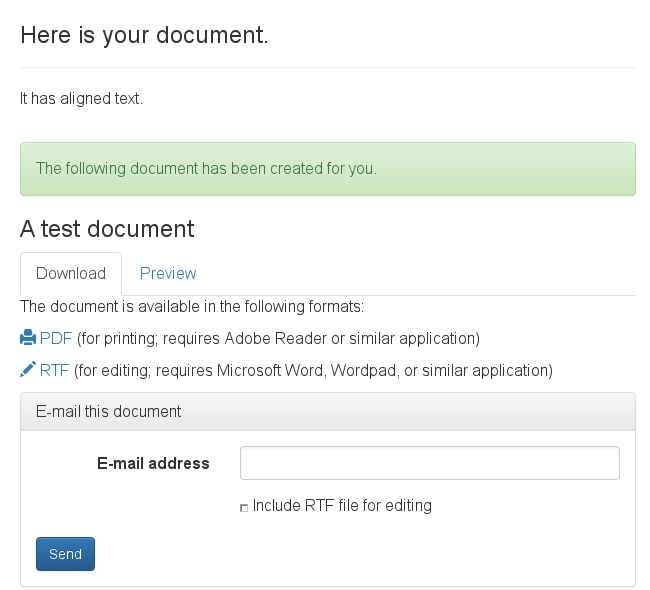 Here is your document.
It has aligned text.
The following document has been created for you.
A test document
Download Preview
The document is available in the following formats:
PDF (for printing; requires Adobe Reader or similar application)
RTF (for editing; requires Microsoft Word, Wordpad, or similar application)
E-mail this document
E-mail address
Include RTF file for editing
Send